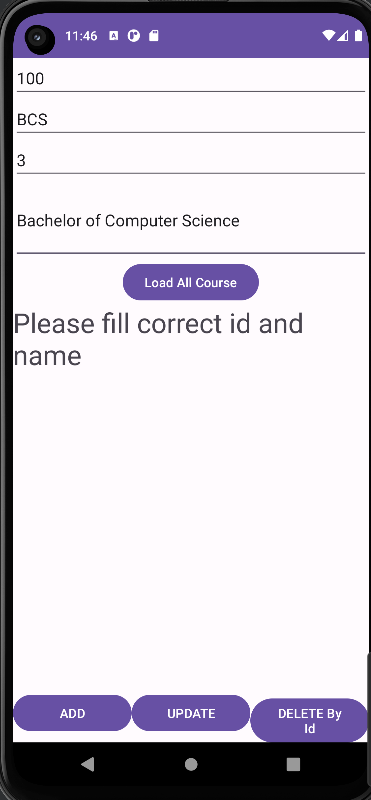 11:46
100
BCS
3
Bachelor of Computer Science
Load All Course
Please fill correct id and
name
ADD
UPDATE
DELETE By
Id